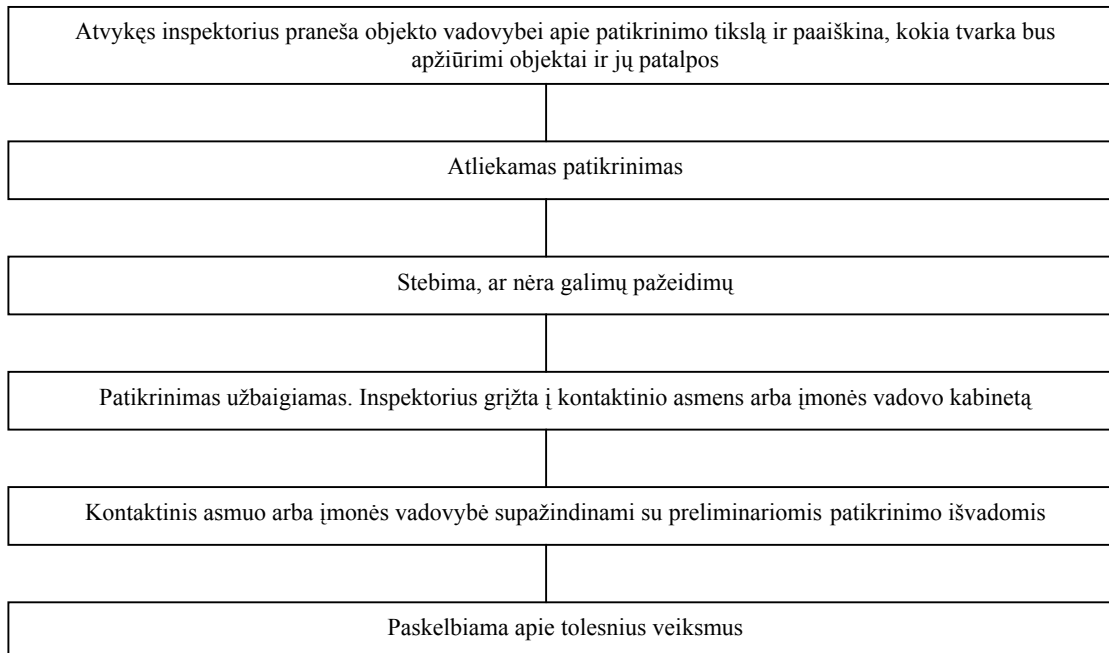 Atvykęs inspektorius praneša objekto vadovybei apie patikrinimo tikslą ir paaiškina, kokia tvarka bus
apžiūrimi objektai ir jų patalpos
Atliekamas patikrinimas
Stebima, ar nėra galimų pažeidimų
Patikrinimas užbaigiamas. Inspektorius grįžta į kontaktinio asmens arba įmonės vadovo kabinetą
Kontaktinis asmuo arba įmonės vadovybė supažindinami su preliminariomis patikrinimo išvadomis
Paskelbiama apie tolesnius veiksmus